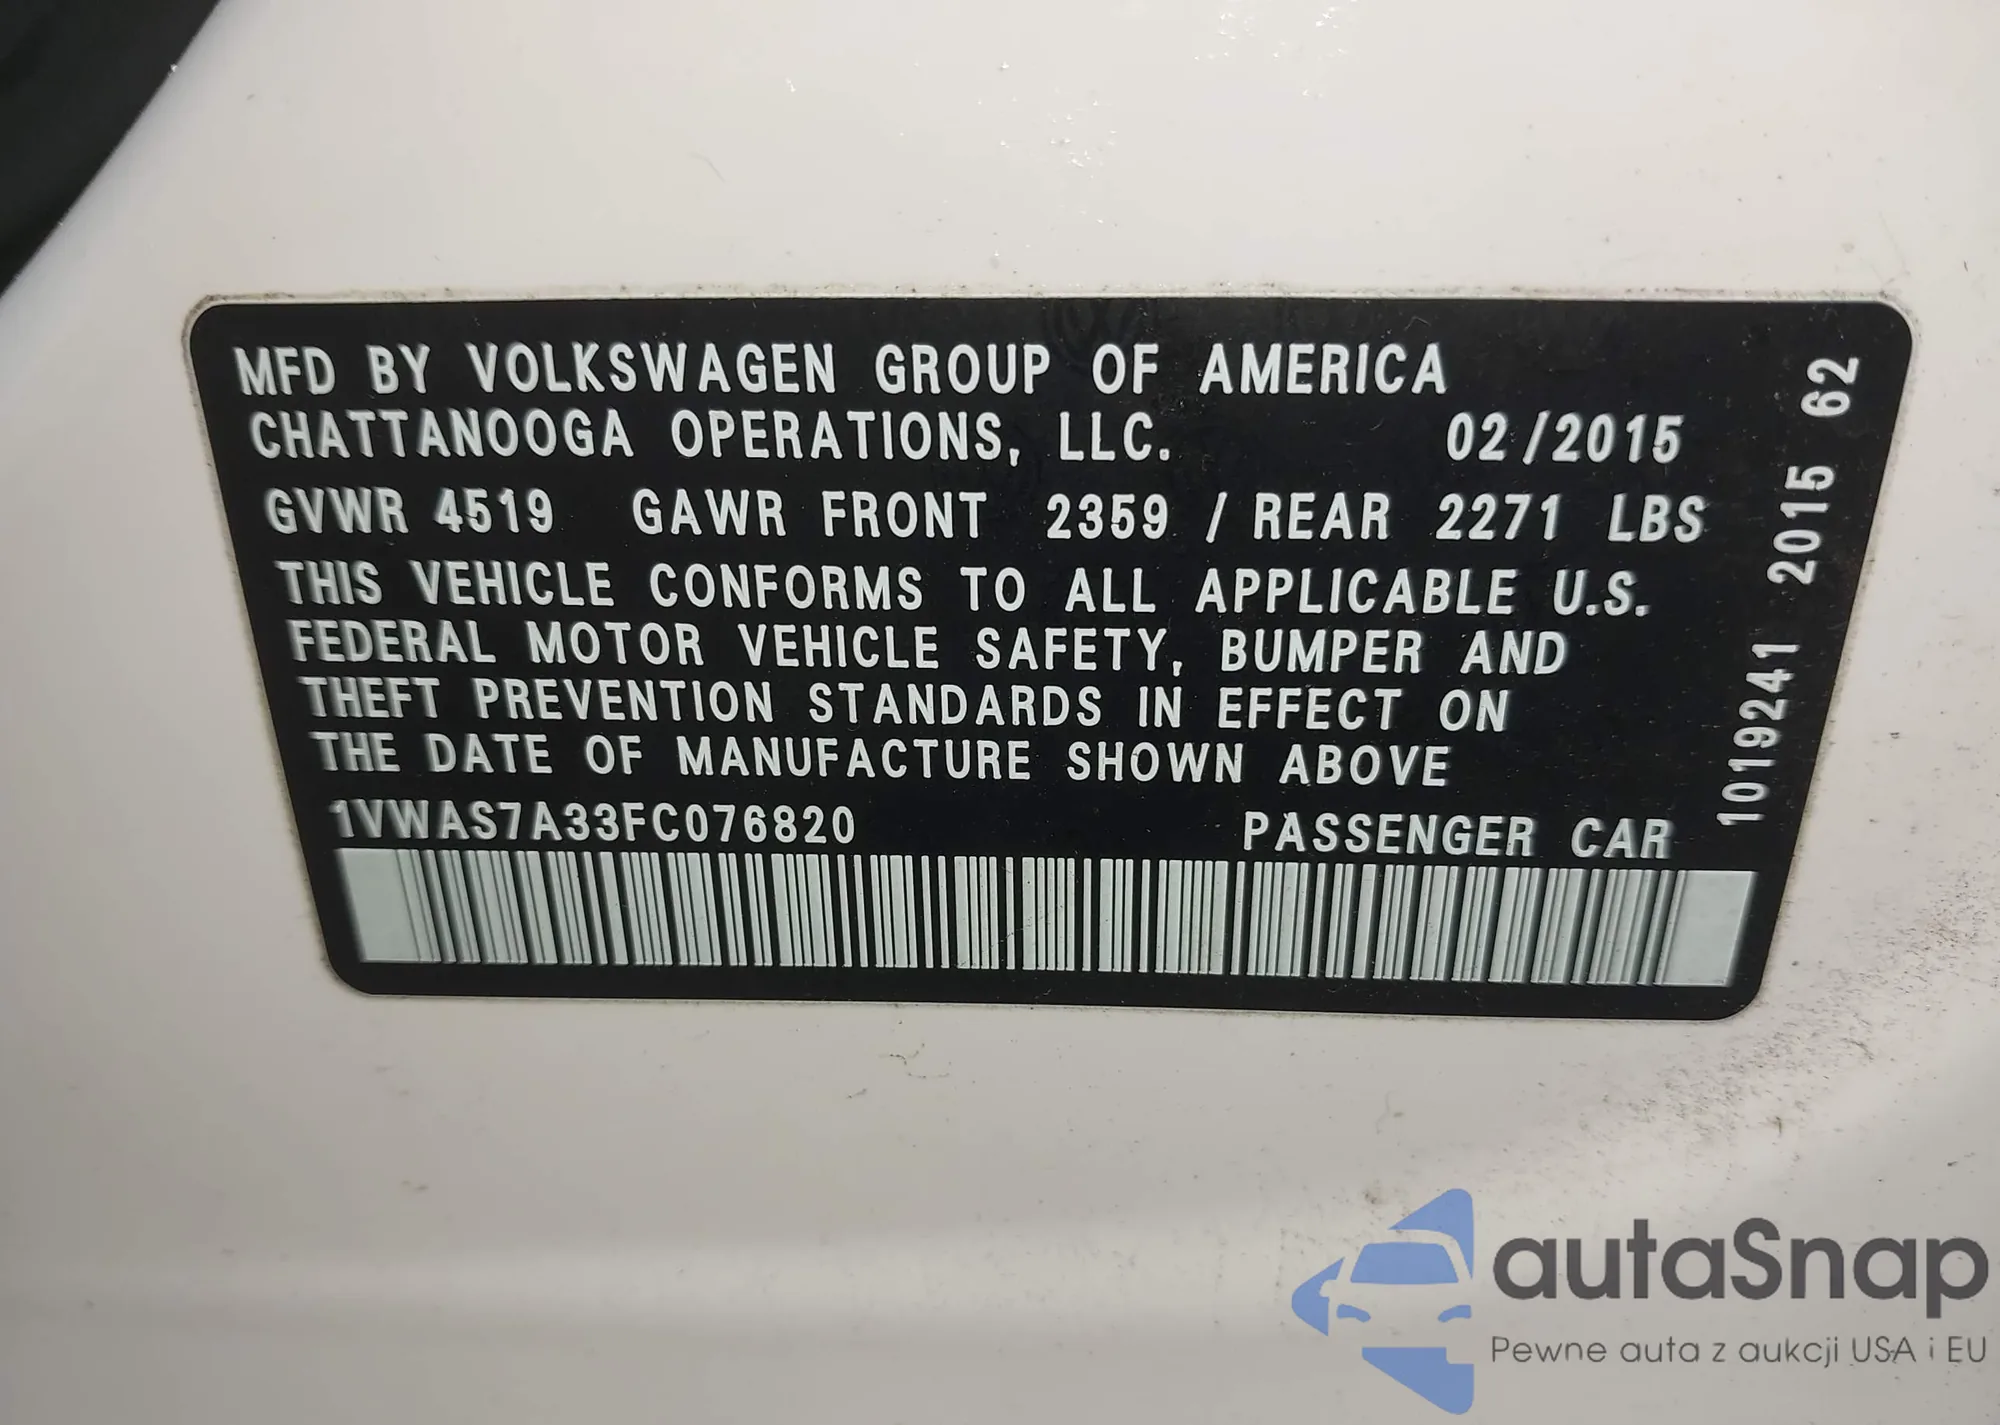 MFD BY VOLKSWAGEN GROUP OF AMERICA
CHATTANOOGA OPERATIONS, LLC. 02/2015
GVWR 4519 GAWR FRONT 2359 / REAR 2271 LBS
THIS VEHICLE CONFORMS TO ALL APPLICABLE U.S.
FEDERAL MOTOR VEHICLE SAFETY, BUMPER AND
THEFT PREVENTION STANDARDS IN EFFECT ON
THE DATE OF MANUFACTURE SHOWN ABOVE
1VWAS7A33FC076820 PASSENGER CAR
1019241 2015 62
autaSnap
Pewne auta z aukcji USA i EU